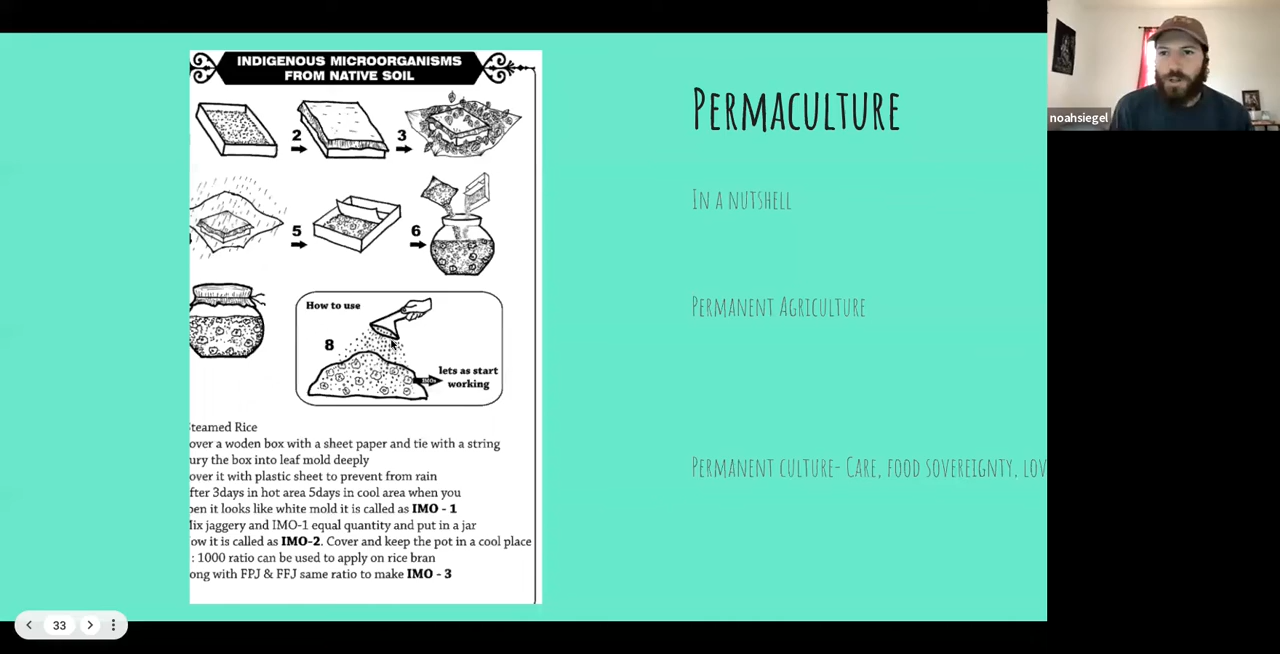 INDIGENOUS MICROORGANISMS
FROM NATIVE SOIL
2
3
5
6
How to use
8
IMOs
lets as start
working
Steamed Rice
over a woden box with a sheet paper and tie with a string
ury the box into leaf mold deeply
over it with plastic sheet to prevent from rain
fter 3days in hot area 5days in cool area when you
pen it looks like white mold it is called as IMO - 1
Mix jaggery and IMO-1 equal quantity and put in a jar
ow it is called as IMO-2. Cover and keep the pot in a cool place
: 1000 ratio can be used to apply on rice bran
ong with FPJ & FFJ same ratio to make IMO - 3
PERMACULTURE
IN A NUTSHELL
PERMANENT AGRICULTURE
PERMANENT CULTURE- CARE, FOOD SOVEREIGNTY. LOV
noahsiegel
33